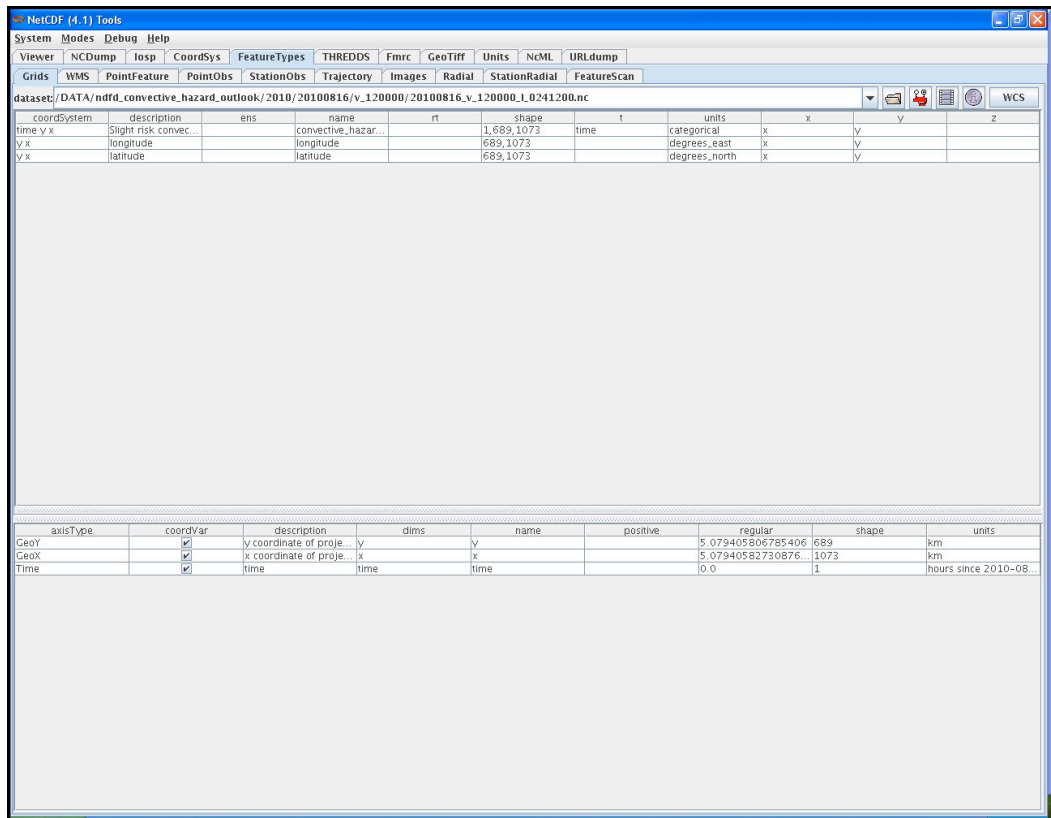 NetCDF (4.1) Tools
System Modes Debug Help
Viewer NCDump Iosp CoordSys FeatureTypes THREDDS Fmrc GeoTiff Units NcML URLdump
Grids WMS PointFeature PointObs StationObs Trajectory Images Radial StationRadial FeatureScan
dataset: /DATA/ndfd_convective_hazard_outlook/2010/20100816/v_120000/20100816_v_120000_l_0241200.nc WCS
coordSystem description ens name rt shape t units x y z
time y x Slight risk convec... convective_hazar... 1,689,1073 time categorical x y
y x longitude longitude 689,1073 degrees_east x y
y x latitude latitude 689,1073 degrees_north x y
axisType coordVar description dims name positive regular shape units
GeoY y coordinate of proje... y y 5.079405806785406 689 km
GeoX x coordinate of proje... x x 5.07940582730876... 1073 km
Time time time time 0.0 1 hours since 2010-08...